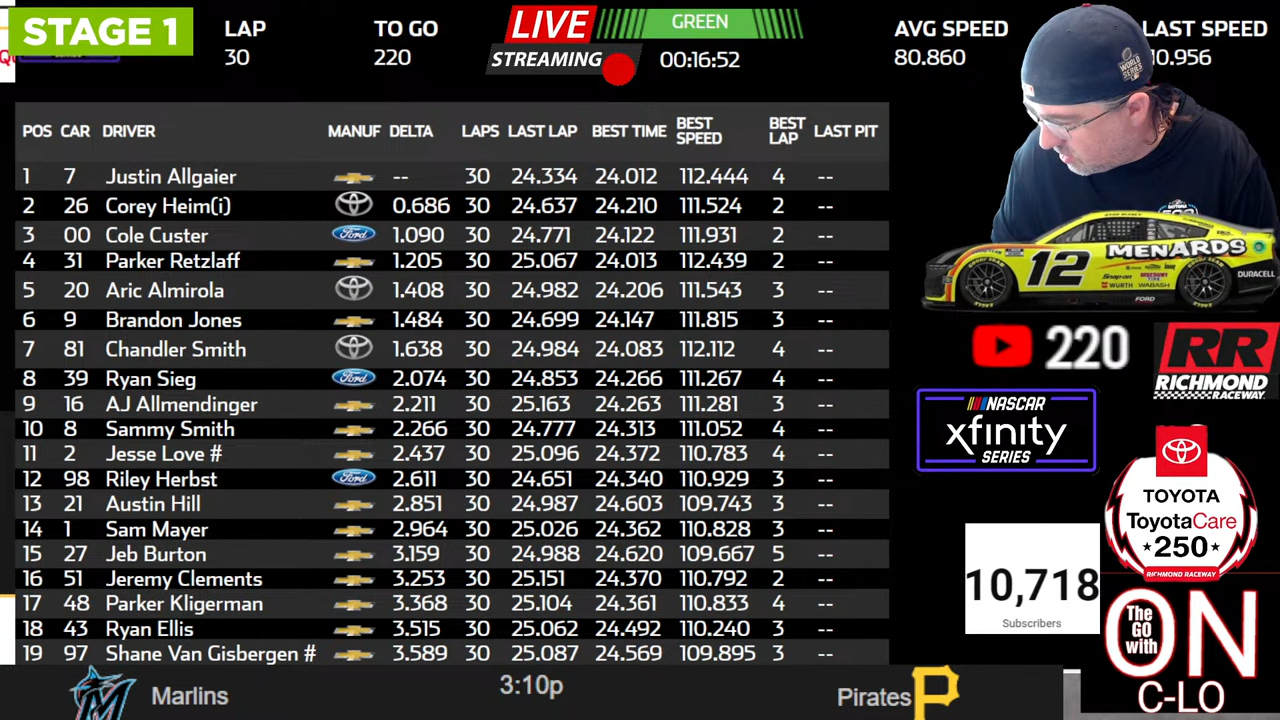 STAGE 1
LAP
30
TO GO
220
LIVE
STREAMING
GREEN
00:16:52
AVG SPEED
80.860
LAST SPEED
10.956
WORLD SERIES
POS CAR DRIVER MANUF DELTA LAPS LAST LAP BEST TIME BEST SPEED BEST LAP LAST PIT
1 7 Justin Allgaier -- 30 24.334 24.012 112.444 4 --
2 26 Corey Heim(i) 0.686 30 24.637 24.210 111.524 2 --
3 00 Cole Custer Ford 1.090 30 24.771 24.122 111.931 2 --
4 31 Parker Retzlaff 1.205 30 25.067 24.013 112.439 2 --
5 20 Aric Almirola 1.405 30 24.982 24.206 111.543 3 --
6 9 Brandon Jones 1.484 30 24.699 24.147 111.815 3 --
7 81 Chandler Smith 1.638 30 24.984 24.083 112.112 4 --
8 39 Ryan Sieg Ford 2.074 30 24.853 24.266 111.267 4 --
9 16 AJ Allmendinger 2.211 30 25.163 24.263 111.281 3 --
10 8 Sammy Smith 2.266 30 24.777 24.313 111.052 4 --
11 2 Jesse Love # 2.437 30 25.096 24.372 110.783 4 --
12 98 Riley Herbst Ford 2.611 30 24.651 24.340 110.929 3 --
13 21 Austin Hill 2.851 30 24.987 24.603 109.743 3 --
14 1 Sam Mayer 2.964 30 25.026 24.362 110.828 3 --
15 27 Jeb Burton 3.159 30 24.988 24.620 109.667 5 --
16 51 Jeremy Clements 3.253 30 25.151 24.370 110.792 2 --
17 48 Parker Kligerman 3.368 30 25.104 24.361 110.833 4 --
18 43 Ryan Ellis 3.515 30 25.062 24.492 110.240 3 --
19 97 Shane Van Gisbergen # 3.589 30 25.087 24.569 109.895 3 --
12
MENARDS
DURACELL
Snap-on
WÜRTH WABASH
FORD
220
RR
RICHMOND
RACEWAY
NASCAR
xfinity
SERIES
TOYOTA
ToyotaCare
250
RICHMOND RACEWAY
10,718
Subscribers
The GO with
ON
C-LO
M
Marlins
3:10p
Pirates
P